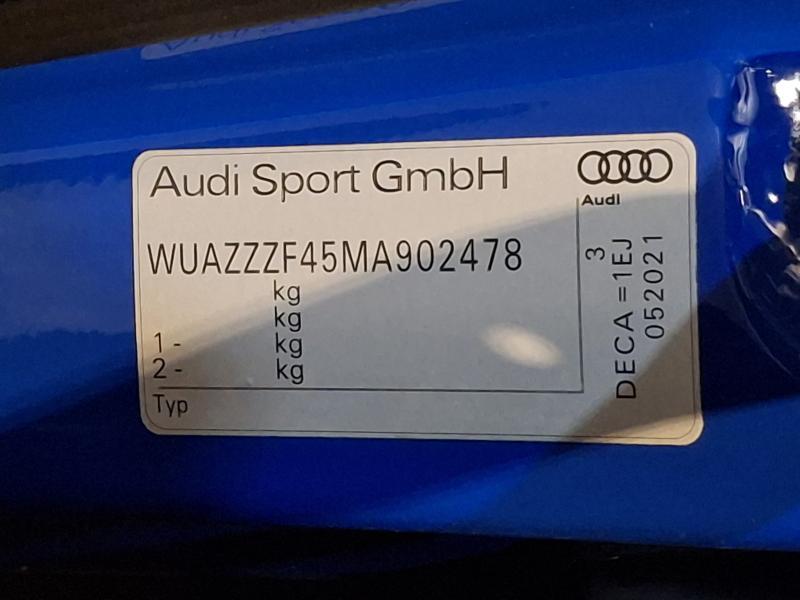 Audi Sport GmbH
Audi
WUAZZZF45MA902478
kg
kg
1 - kg
2 - kg
Typ
3
DECA =1EJ
052021